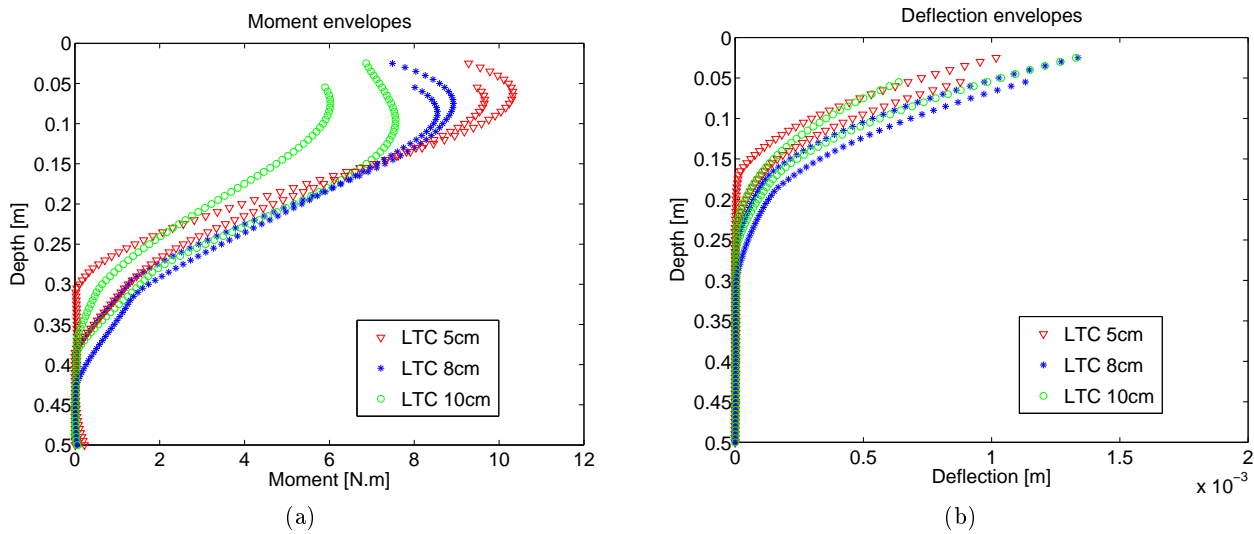 Moment envelopes
0
0.05
0.1
0.15
0.2
0.25
0.3
0.35
0.4
0.45
0.5
Depth [m]
LTC 5cm
LTC 8cm
LTC 10cm
0 2 4 6 8 10 12
Moment [N.m]
(a)
Deflection envelopes
0
0.05
0.1
0.15
0.2
0.25
0.3
0.35
0.4
0.45
0.5
Depth [m]
LTC 5cm
LTC 8cm
LTC 10cm
0 0.5 1 1.5 2
Deflection [m]
x 10⁻³
(b)